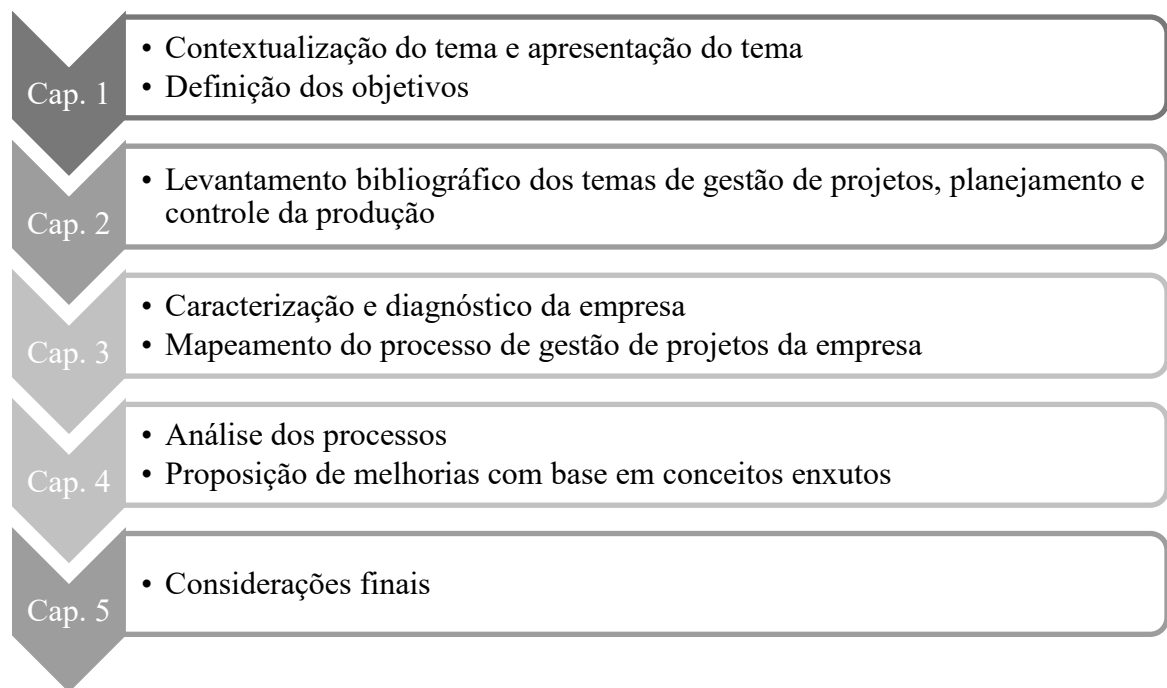 Cap. 1
• Contextualização do tema e apresentação do tema
• Definição dos objetivos
Cap. 2
• Levantamento bibliográfico dos temas de gestão de projetos, planejamento e
controle da produção
Cap. 3
• Caracterização e diagnóstico da empresa
• Mapeamento do processo de gestão de projetos da empresa
Cap. 4
• Análise dos processos
• Proposição de melhorias com base em conceitos enxutos
Cap. 5
• Considerações finais